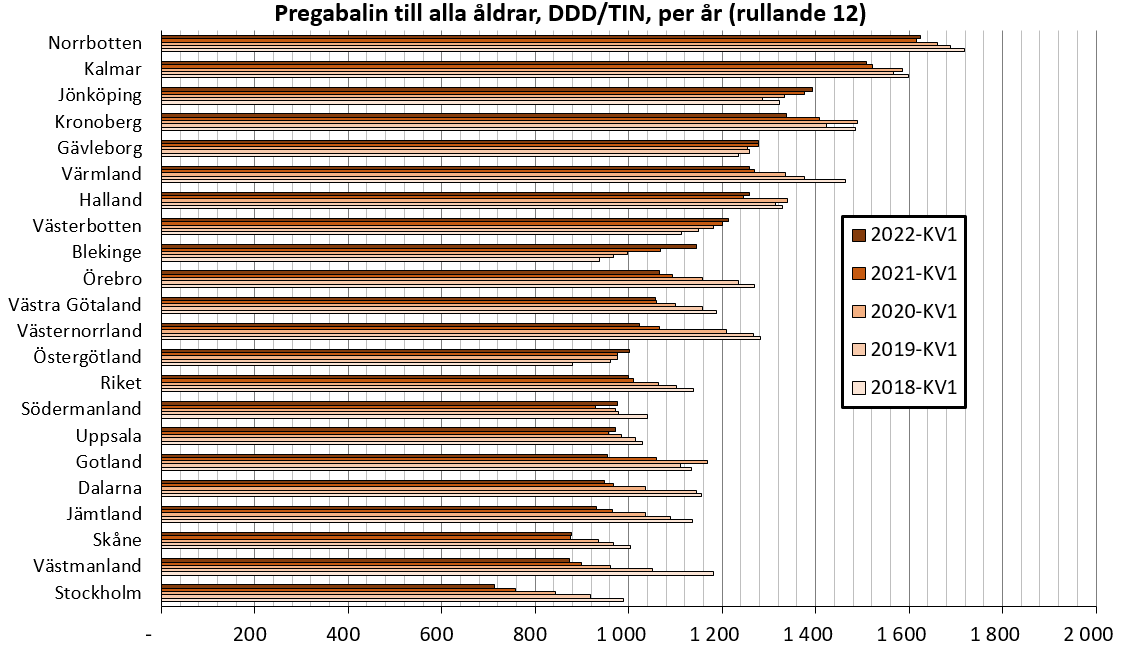 Pregabalin till alla åldrar, DDD/TIN, per år (rullande 12)
Norrbotten
Kalmar
Jönköping
Kronoberg
Gävleborg
Värmland
Halland
Västerbotten
Blekinge
Örebro
Västra Götaland
Västernorrland
Östergötland
Riket
Södermanland
Uppsala
Gotland
Dalarna
Jämtland
Skåne
Västmanland
Stockholm
2022-KV1
2021-KV1
2020-KV1
2019-KV1
2018-KV1
- 200 400 600 800 1 000 1 200 1 400 1 600 1 800 2 000